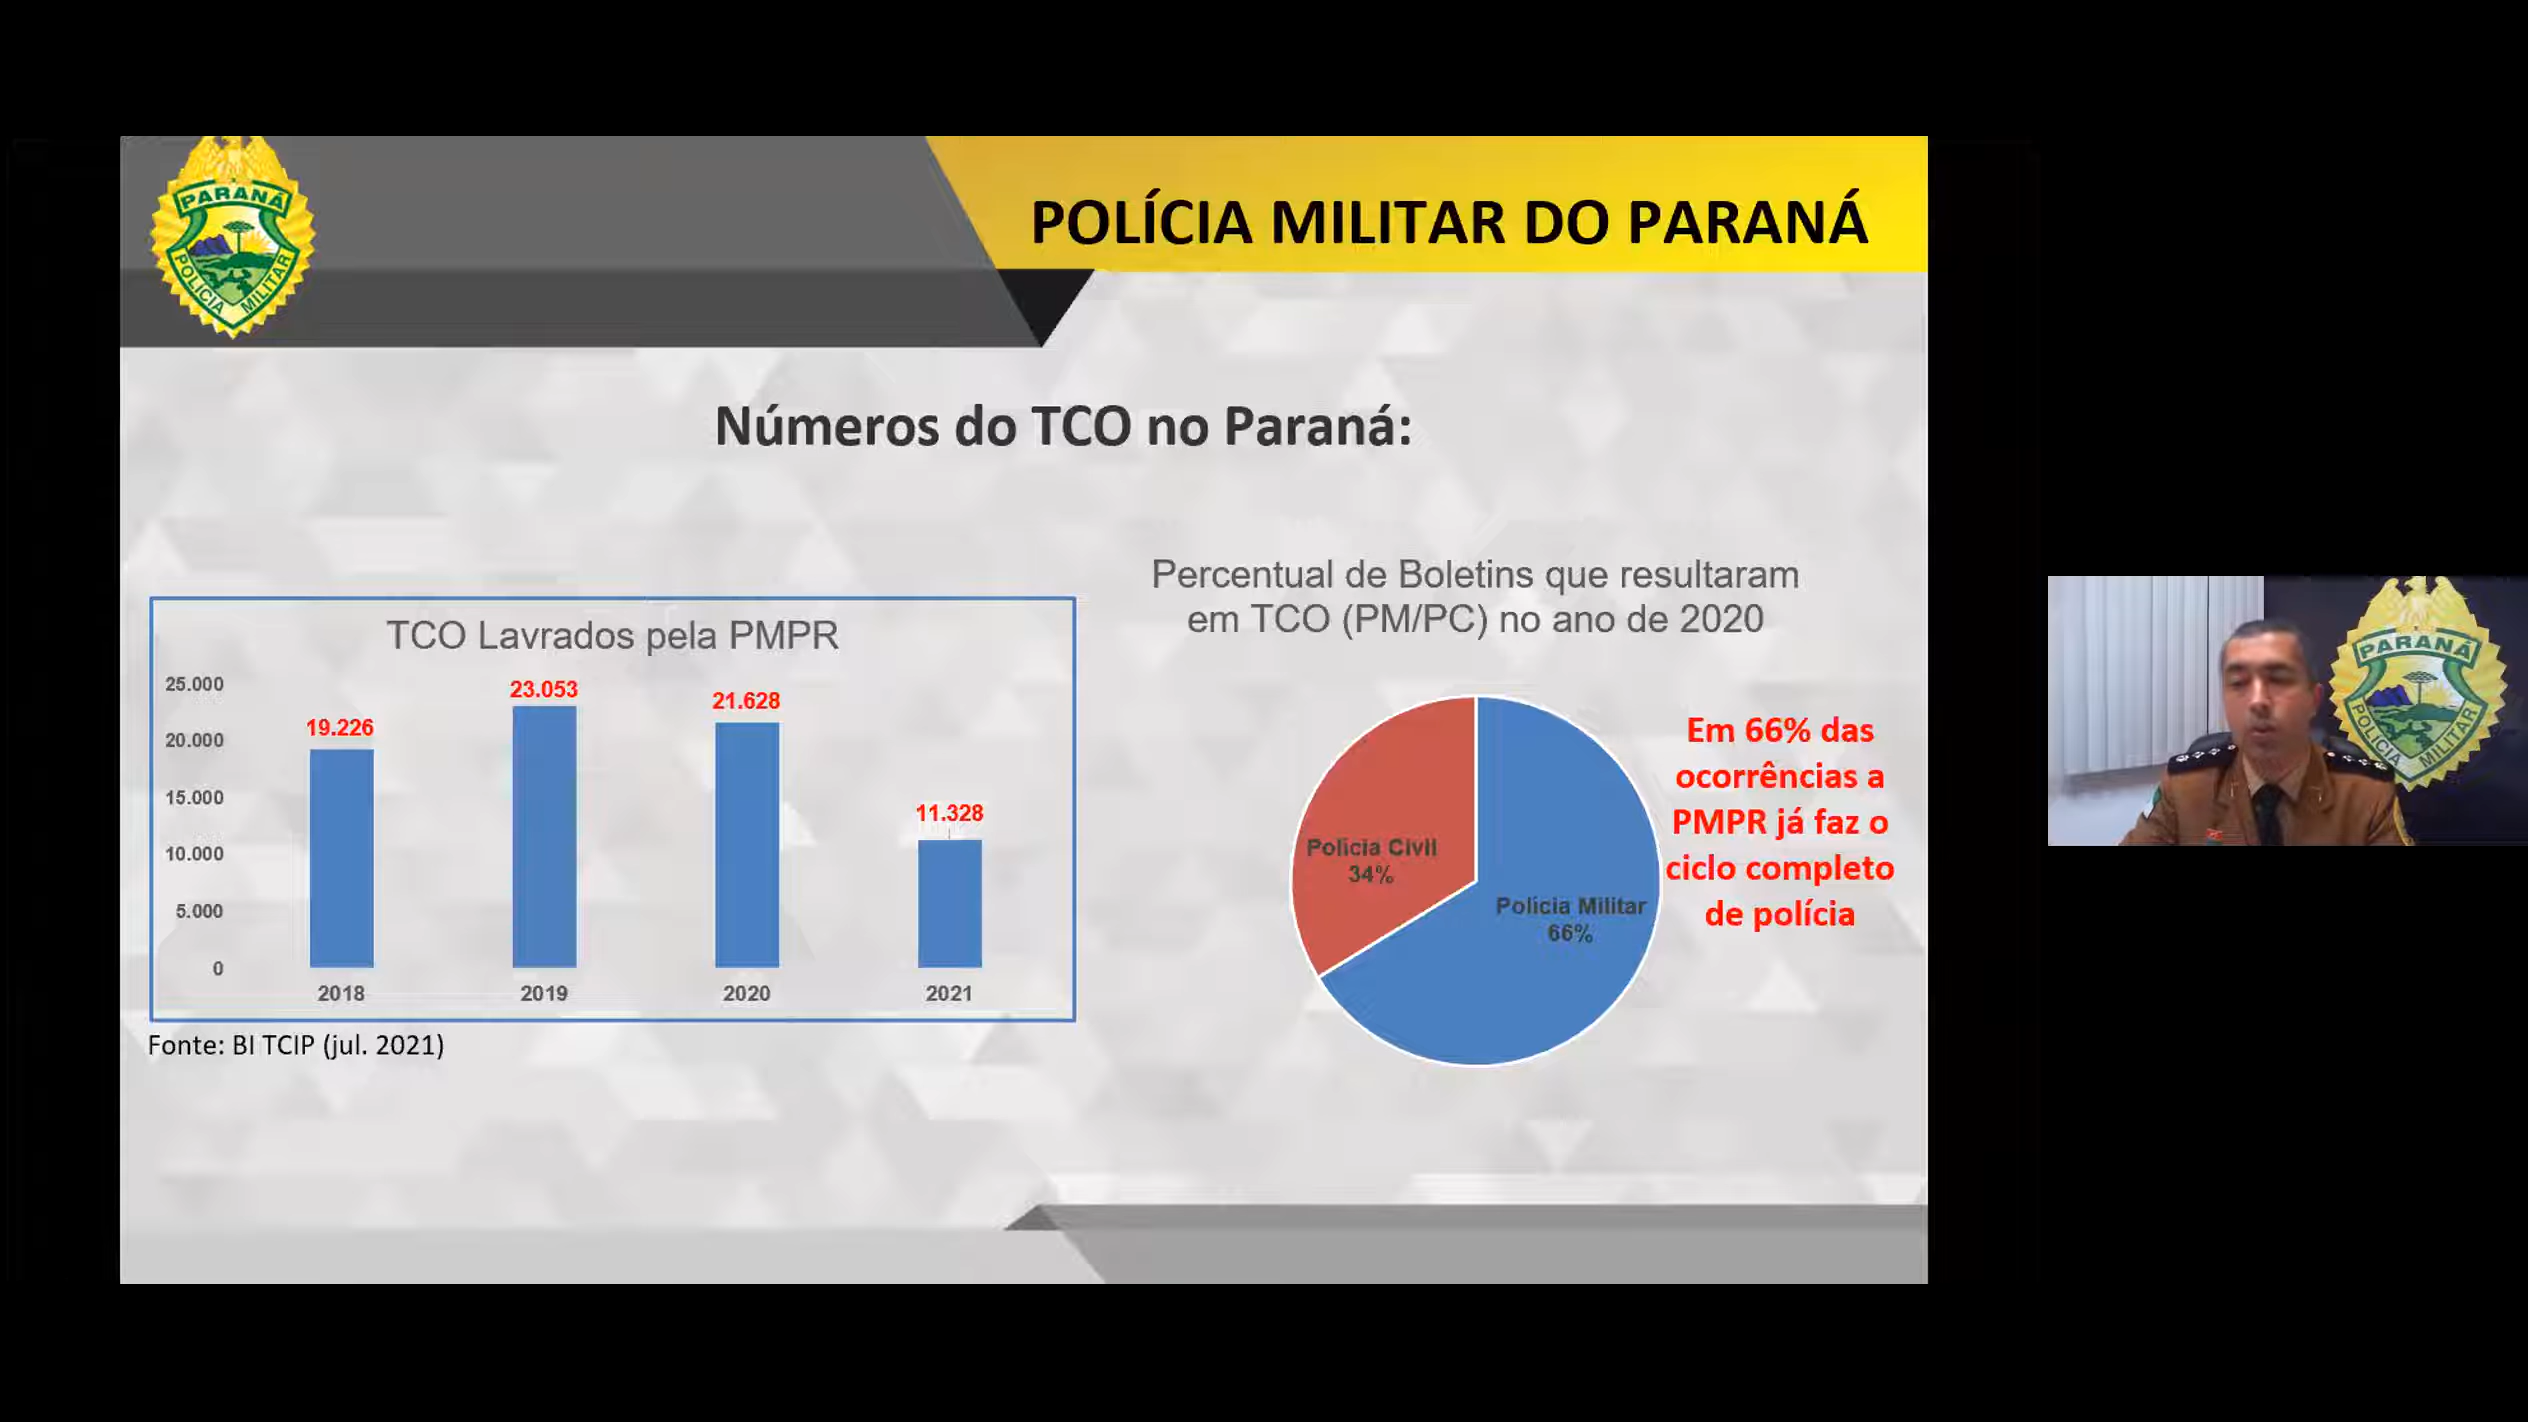 PARANÁ
POLÍCIA MILITAR
POLÍCIA MILITAR DO PARANÁ
Números do TCO no Paraná:
TCO Lavrados pela PMPR
25.000
20.000
15.000
10.000
5.000
0
19.226
23.053
21.628
11.328
2018
2019
2020
2021
Fonte: BI TCIP (jul. 2021)
Percentual de Boletins que resultaram
em TCO (PM/PC) no ano de 2020
Polícia Civil
34%
Polícia Militar
66%
Em 66% das
ocorrências a
PMPR já faz o
ciclo completo
de polícia
PARANÁ
POLÍCIA MILITAR